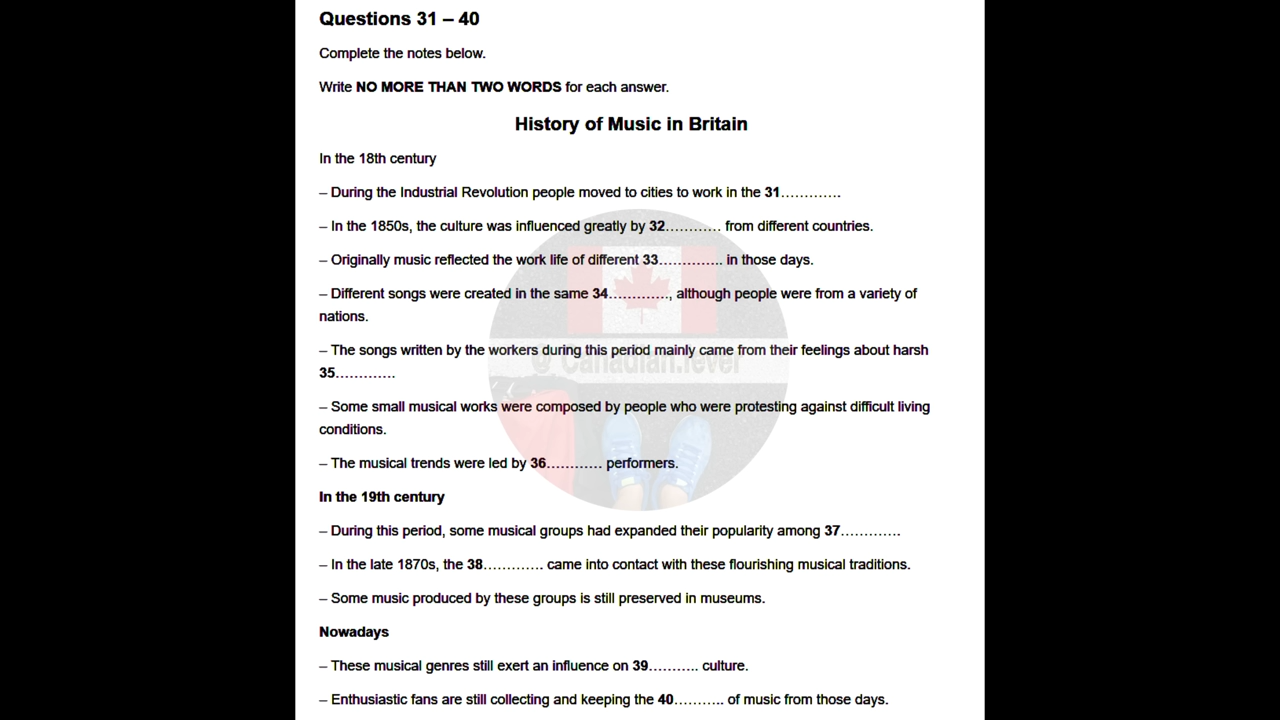 Questions 31 – 40
Complete the notes below.
Write NO MORE THAN TWO WORDS for each answer.
History of Music in Britain
In the 18th century
– During the Industrial Revolution people moved to cities to work in the 31………….
– In the 1850s, the culture was influenced greatly by 32………… from different countries.
– Originally music reflected the work life of different 33………….. in those days.
– Different songs were created in the same 34…………., although people were from a variety of
nations.
– The songs written by the workers during this period mainly came from their feelings about harsh
35………….
– Some small musical works were composed by people who were protesting against difficult living
conditions.
– The musical trends were led by 36………… performers.
In the 19th century
– During this period, some musical groups had expanded their popularity among 37………….
– In the late 1870s, the 38…………. came into contact with these flourishing musical traditions.
– Some music produced by these groups is still preserved in museums.
Nowadays
– These musical genres still exert an influence on 39……….. culture.
– Enthusiastic fans are still collecting and keeping the 40……….. of music from those days.
@ Canadian.fever